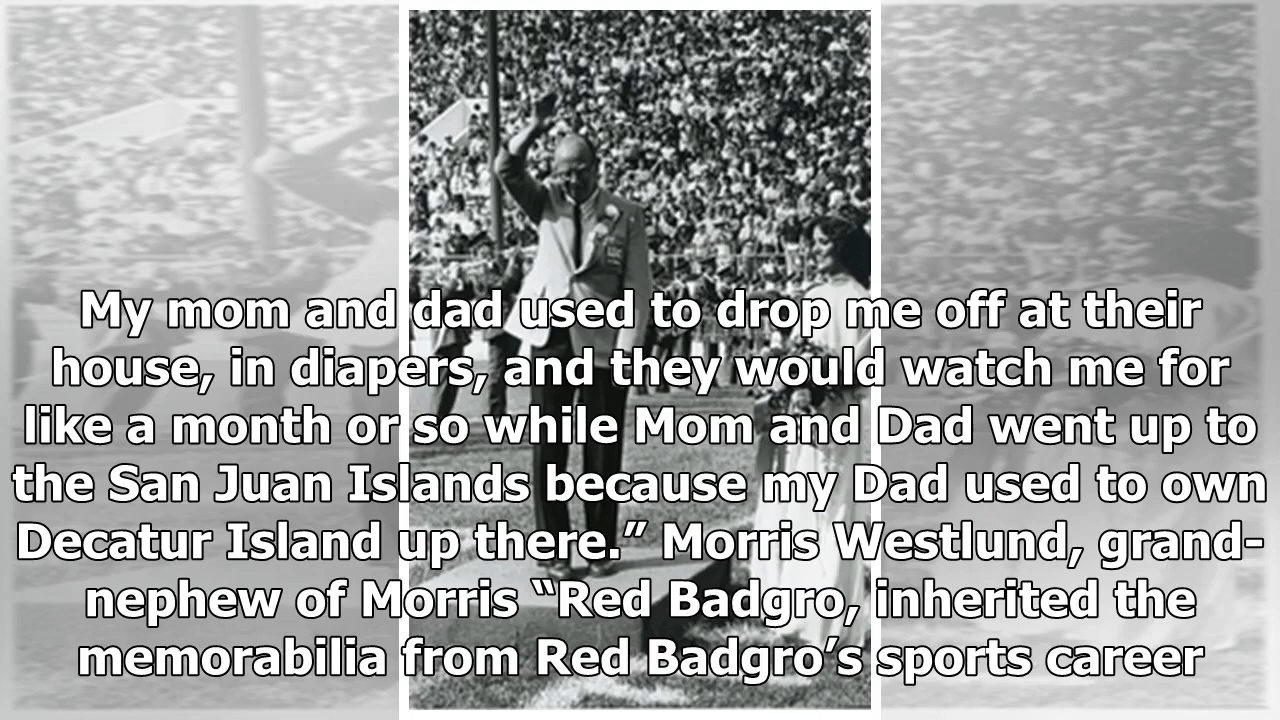 My mom and dad used to drop me off at their
house, in diapers, and they would watch me for
like a month or so while Mom and Dad went up to
the San Juan Islands because my Dad used to own
Decatur Island up there.” Morris Westlund, grand-
nephew of Morris “Red Badgro, inherited the
memorabilia from Red Badgro’s sports career